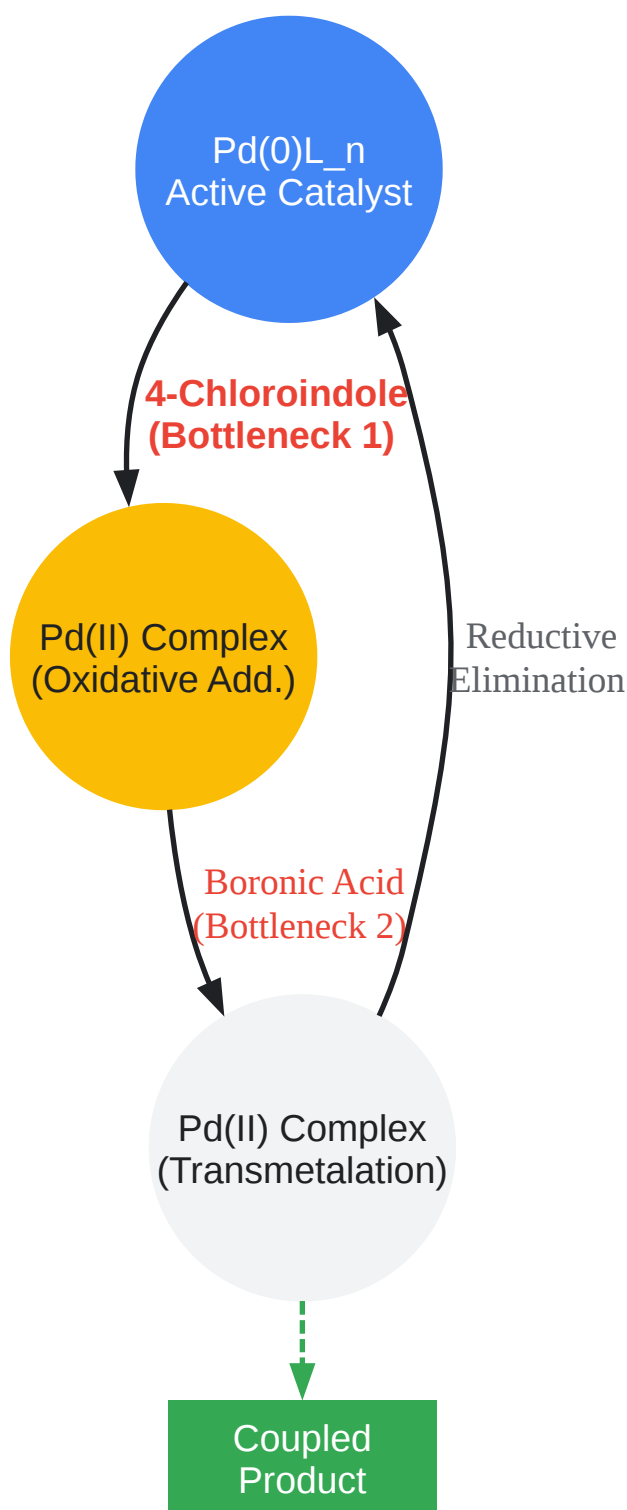 Pd(0)L_n
Active Catalyst
4-Chloroindole
(Bottleneck 1)
Pd(II) Complex
(Oxidative Add.)
Reductive
Elimination
Boronic Acid
(Bottleneck 2)
Pd(II) Complex
(Transmetalation)
Coupled
Product